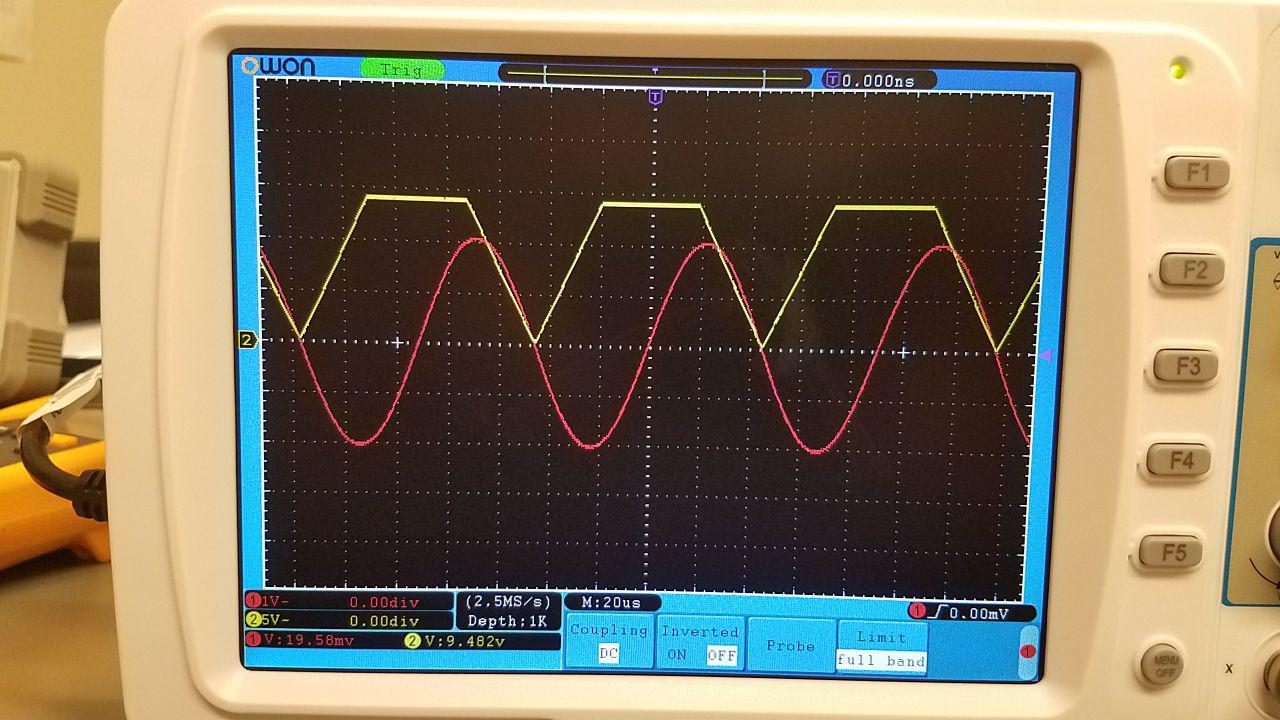 OWON Trig T 0.000ns
T
F1
F2
2
F3
F4
F5
1 1V- 0.00div (2.5MS/s) M:20us 1 0.00mV
2 5V- 0.00div Depth:1K
1 V:19.58mv 2 V:9.482v
Coupling Inverted Probe Limit
DC ON OFF full band
1
MENU
OFF
X